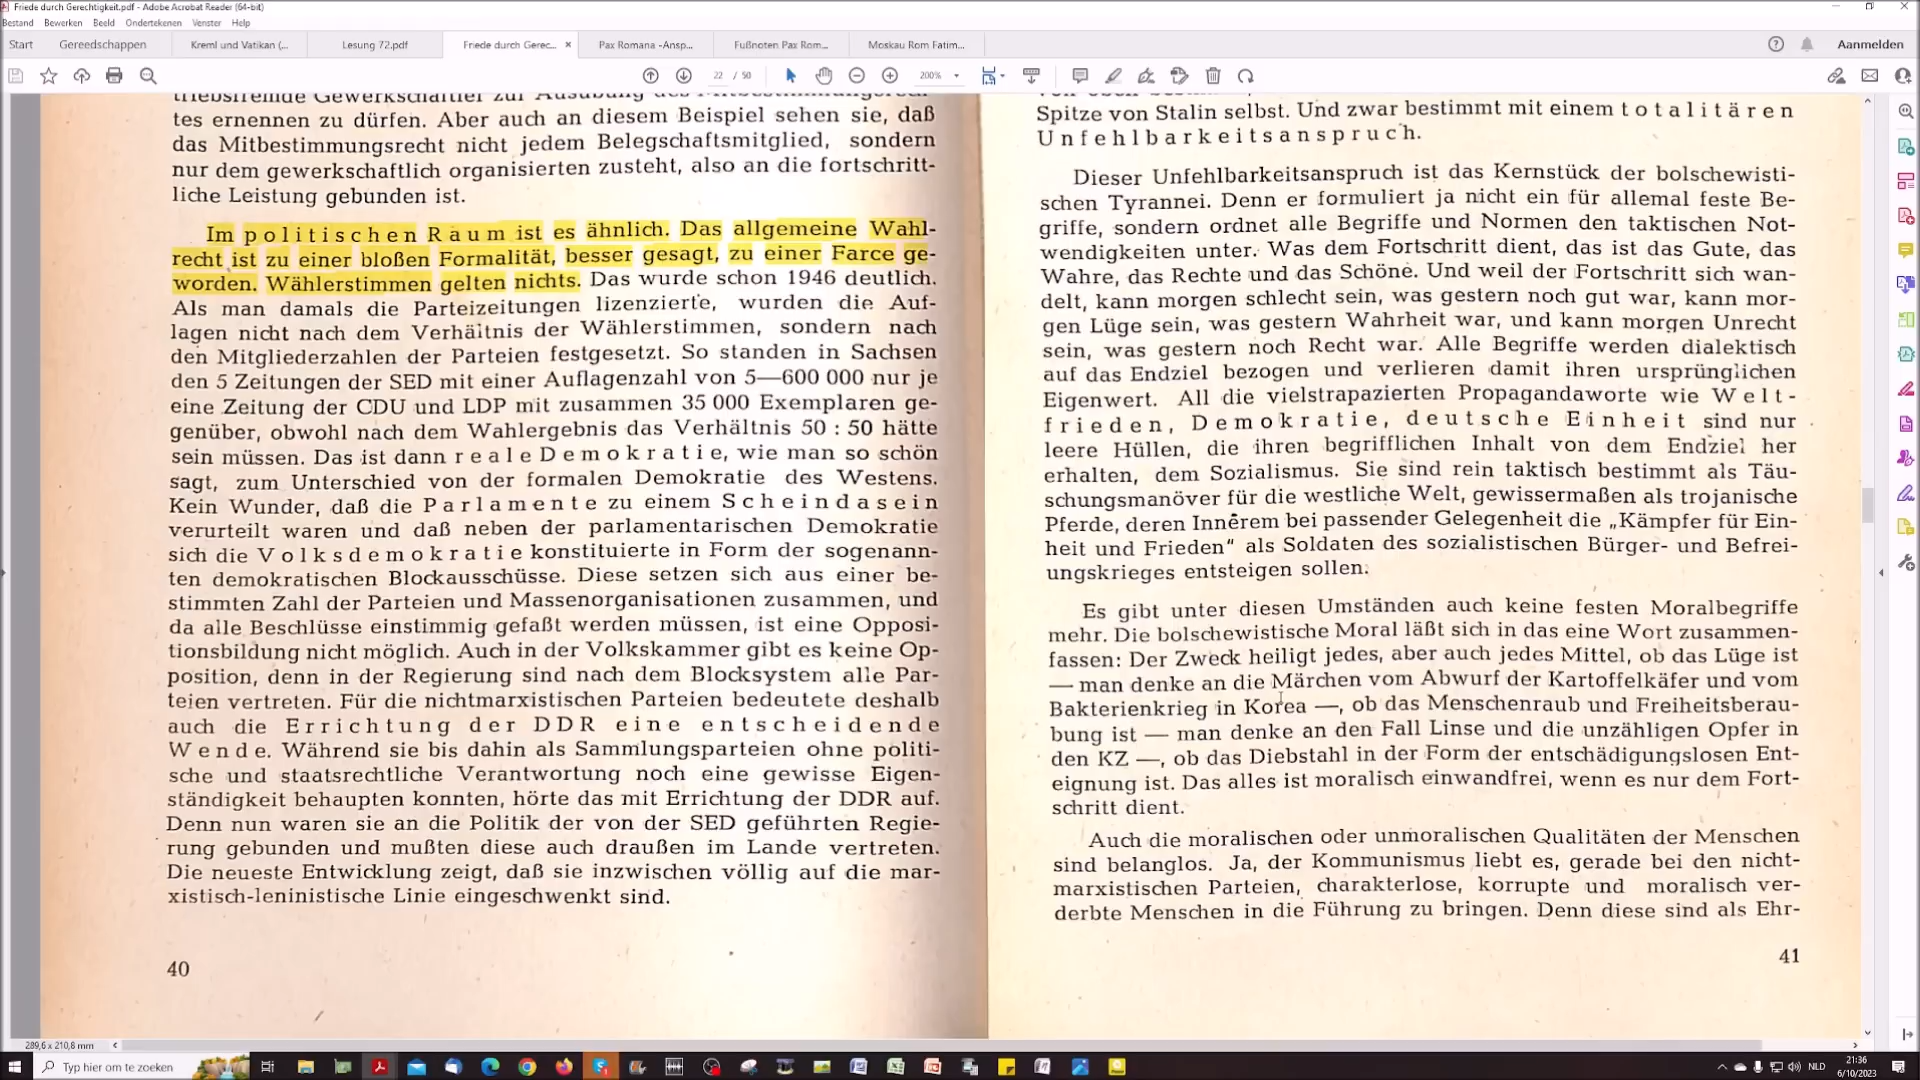 Friede durch Gerechtigkeit.pdf - Adobe Acrobat Reader (64-bit)
Bestand Bewerken Beeld Ondertekenen Venster Help
Start Gereedschappen Kreml und Vatikan (... Lesung 72.pdf Friede durch Gerec... × Pax Romana -Ansp... Fußnoten Pax Rom... Moskau Rom Fatim... Aanmelden
22 / 50 200%
triebsfremde Gewerkschaftler zur Ausübung des Mitbestimmungsrech-
tes ernennen zu dürfen. Aber auch an diesem Beispiel sehen sie, daß
das Mitbestimmungsrecht nicht jedem Belegschaftsmitglied, sondern
nur dem gewerkschaftlich organisierten zusteht, also an die fortschritt-
liche Leistung gebunden ist.
Im politischen Raum ist es ähnlich. Das allgemeine Wahl-
recht ist zu einer bloßen Formalität, besser gesagt, zu einer Farce ge-
worden. Wählerstimmen gelten nichts. Das wurde schon 1946 deutlich.
Als man damals die Parteizeitungen lizenzierte, wurden die Auf-
lagen nicht nach dem Verhältnis der Wählerstimmen, sondern nach
den Mitgliederzahlen der Parteien festgesetzt. So standen in Sachsen
den 5 Zeitungen der SED mit einer Auflagenzahl von 5—600 000 nur je
eine Zeitung der CDU und LDP mit zusammen 35 000 Exemplaren ge-
genüber, obwohl nach dem Wahlergebnis das Verhältnis 50 : 50 hätte
sein müssen. Das ist dann reale Demokratie, wie man so schön
sagt, zum Unterschied von der formalen Demokratie des Westens.
Kein Wunder, daß die Parlamente zu einem Scheindasein
verurteilt waren und daß neben der parlamentarischen Demokratie
sich die Volksdemokratie konstituierte in Form der sogenann-
ten demokratischen Blockausschüsse. Diese setzen sich aus einer be-
stimmten Zahl der Parteien und Massenorganisationen zusammen, und
da alle Beschlüsse einstimmig gefaßt werden müssen, ist eine Opposi-
tionsbildung nicht möglich. Auch in der Volkskammer gibt es keine Op-
position, denn in der Regierung sind nach dem Blocksystem alle Par-
teien vertreten. Für die nichtmarxistischen Parteien bedeutete deshalb
auch die Errichtung der DDR eine entscheidende
Wende. Während sie bis dahin als Sammlungsparteien ohne politi-
sche und staatsrechtliche Verantwortung noch eine gewisse Eigen-
ständigkeit behaupten konnten, hörte das mit Errichtung der DDR auf.
Denn nun waren sie an die Politik der von der SED geführten Regie-
rung gebunden und mußten diese auch draußen im Lande vertreten.
Die neueste Entwicklung zeigt, daß sie inzwischen völlig auf die mar-
xistisch-leninistische Linie eingeschwenkt sind.
40
Spitze von Stalin selbst. Und zwar bestimmt mit einem totalitären
Unfehlbarkeitsanspruch.
Dieser Unfehlbarkeitsanspruch ist das Kernstück der bolschewisti-
schen Tyrannei. Denn er formuliert ja nicht ein für allemal feste Be-
griffe, sondern ordnet alle Begriffe und Normen den taktischen Not-
wendigkeiten unter. Was dem Fortschritt dient, das ist das Gute, das
Wahre, das Rechte und das Schöne. Und weil der Fortschritt sich wan-
delt, kann morgen schlecht sein, was gestern noch gut war, kann mor-
gen Lüge sein, was gestern Wahrheit war, und kann morgen Unrecht
sein, was gestern noch Recht war. Alle Begriffe werden dialektisch
auf das Endziel bezogen und verlieren damit ihren ursprünglichen
Eigenwert. All die vielstrapazierten Propagandaworte wie Welt-
frieden, Demokratie, deutsche Einheit sind nur
leere Hüllen, die ihren begrifflichen Inhalt von dem Endziel her
erhalten, dem Sozialismus. Sie sind rein taktisch bestimmt als Täu-
schungsmanöver für die westliche Welt, gewissermaßen als trojanische
Pferde, deren Innerem bei passender Gelegenheit die „Kämpfer für Ein-
heit und Frieden“ als Soldaten des sozialistischen Bürger- und Befrei-
ungskrieges entsteigen sollen.
Es gibt unter diesen Umständen auch keine festen Moralbegriffe
mehr. Die bolschewistische Moral läßt sich in das eine Wort zusammen-
fassen: Der Zweck heiligt jedes, aber auch jedes Mittel, ob das Lüge ist
— man denke an die Märchen vom Abwurf der Kartoffelkäfer und vom
Bakterienkrieg in Korea —, ob das Menschenraub und Freiheitsberau-
bung ist — man denke an den Fall Linse und die unzähligen Opfer in
den KZ —, ob das Diebstahl in der Form der entschädigungslosen Ent-
eignung ist. Das alles ist moralisch einwandfrei, wenn es nur dem Fort-
schritt dient.
Auch die moralischen oder unmoralischen Qualitäten der Menschen
sind belanglos. Ja, der Kommunismus liebt es, gerade bei den nicht-
marxistischen Parteien, charakterlose, korrupte und moralisch ver-
derbte Menschen in die Führung zu bringen. Denn diese sind als Ehr-
41
289,6 x 210,8 mm
Typ hier om te zoeken
NLD
21:36
6/10/2023